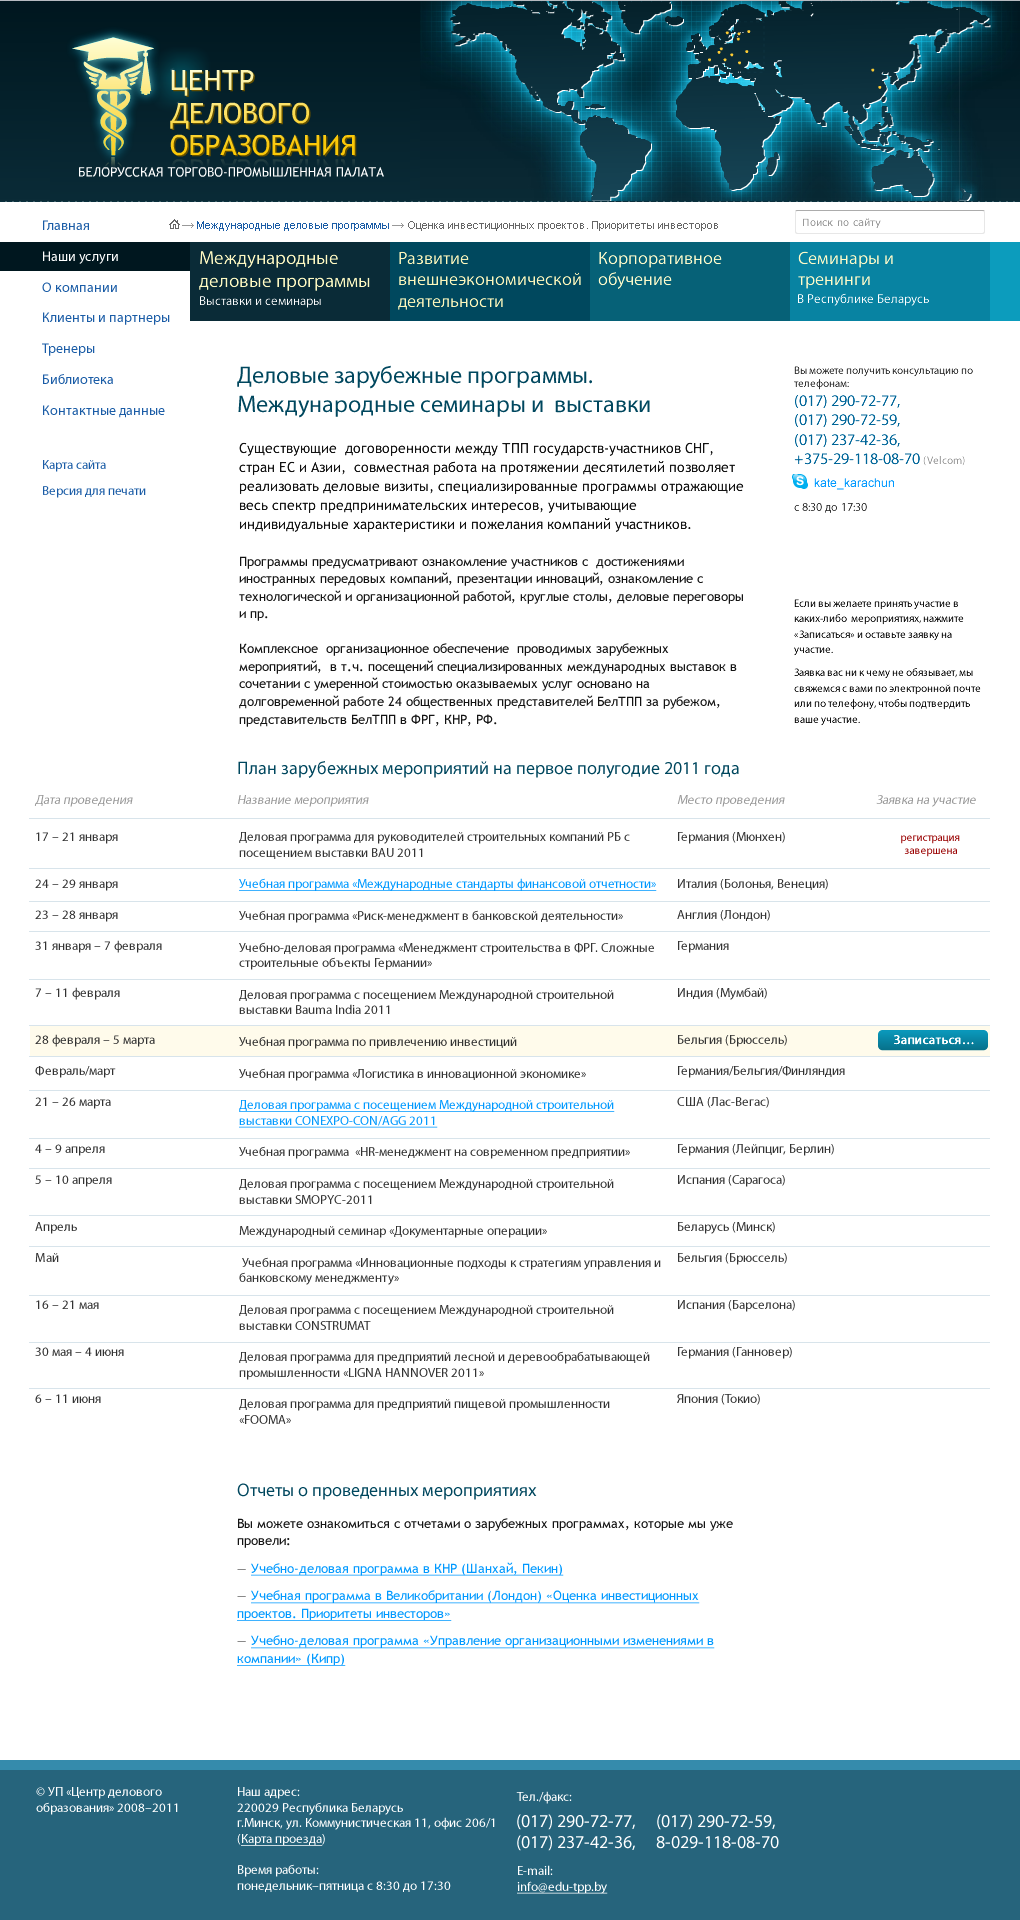 ЦЕНТР
ДЕЛОВОГО
ОБРАЗОВАНИЯ
БЕЛОРУССКАЯ ТОРГОВО-ПРОМЫШЛЕННАЯ ПАЛАТА
Главная
Международные деловые программы
Оценка инвестиционных проектов. Приоритеты инвесторов
Поиск по сайту
Наши услуги
О компании
Клиенты и партнеры
Тренеры
Библиотека
Контактные данные
Карта сайта
Версия для печати
Международные
деловые программы
Выставки и семинары
Развитие
внешнеэкономической
деятельности
Корпоративное
обучение
Семинары и
тренинги
В Республике Беларусь
Деловые зарубежные программы.
Международные семинары и  выставки
Существующие  договоренности между ТПП государств-участников СНГ,
стран ЕС и Азии,  совместная работа на протяжении десятилетий позволяет
реализовать деловые визиты, специализированные программы отражающие
весь спектр предпринимательских интересов, учитывающие
индивидуальные характеристики и пожелания компаний участников.
Программы предусматривают ознакомление участников с  достижениями
иностранных передовых компаний, презентации инноваций, ознакомление с
технологической и организационной работой, круглые столы, деловые переговоры
и пр.
Комплексное  организационное обеспечение  проводимых зарубежных
мероприятий,  в т.ч. посещений специализированных международных выставок в
сочетании с умеренной стоимостью оказываемых услуг основано на
долговременной работе 24 общественных представителей БелТПП за рубежом,
представительств БелТПП в ФРГ, КНР, РФ.
Вы можете получить консультацию по
телефонам:
(017) 290-72-77,
(017) 290-72-59,
(017) 237-42-36,
+375-29-118-08-70 (Velcom)
kate_karachun
с 8:30 до 17:30
Если вы желаете принять участие в
каких-либо  мероприятиях, нажмите
«Записаться» и оставьте заявку на
участие.
Заявка вас ни к чему не обязывает, мы
свяжемся с вами по электронной почте
или по телефону, чтобы подтвердить
ваше участие.
План зарубежных мероприятий на первое полугодие 2011 года
Дата проведения Название мероприятия Место проведения Заявка на участие
17 – 21 января Деловая программа для руководителей строительных компаний РБ с Германия (Мюнхен) регистрация
посещением выставки BAU 2011 завершена
24 – 29 января Учебная программа «Международные стандарты финансовой отчетности» Италия (Болонья, Венеция)
23 – 28 января Учебная программа «Риск-менеджмент в банковской деятельности» Англия (Лондон)
31 января – 7 февраля Учебно-деловая программа «Менеджмент строительства в ФРГ. Сложные Германия
строительные объекты Германии»
7 – 11 февраля Деловая программа с посещением Международной строительной Индия (Мумбай)
выставки Bauma India 2011
28 февраля – 5 марта Учебная программа по привлечению инвестиций Бельгия (Брюссель) Записаться...
Февраль/март Учебная программа «Логистика в инновационной экономике» Германия/Бельгия/Финляндия
21 – 26 марта Деловая программа с посещением Международной строительной США (Лас-Вегас)
выставки CONEXPO-CON/AGG 2011
4 – 9 апреля Учебная программа  «HR-менеджмент на современном предприятии» Германия (Лейпциг, Берлин)
5 – 10 апреля Деловая программа с посещением Международной строительной Испания (Сарагоса)
выставки SMOPYC-2011
Апрель Международный семинар «Документарные операции» Беларусь (Минск)
Май Учебная программа «Инновационные подходы к стратегиям управления и Бельгия (Брюссель)
банковскому менеджменту»
16 – 21 мая Деловая программа с посещением Международной строительной Испания (Барселона)
выставки CONSTRUMAT
30 мая – 4 июня Деловая программа для предприятий лесной и деревообрабатывающей Германия (Ганновер)
промышленности «LIGNA HANNOVER 2011»
6 – 11 июня Деловая программа для предприятий пищевой промышленности Япония (Токио)
«FOOMA»
Отчеты о проведенных мероприятиях
Вы можете ознакомиться с отчетами о зарубежных программах, которые мы уже
провели:
— Учебно-деловая программа в КНР (Шанхай, Пекин)
— Учебная программа в Великобритании (Лондон) «Оценка инвестиционных
проектов. Приоритеты инвесторов»
— Учебно-деловая программа «Управление организационными изменениями в
компании» (Кипр)
© УП «Центр делового
образования» 2008–2011
Наш адрес:
220029 Республика Беларусь
г.Минск, ул. Коммунистическая 11, офис 206/1
(Карта проезда)
Время работы:
понедельник–пятница с 8:30 до 17:30
Тел./факс:
(017) 290-72-77, (017) 290-72-59,
(017) 237-42-36, 8-029-118-08-70
E-mail:
info@edu-tpp.by